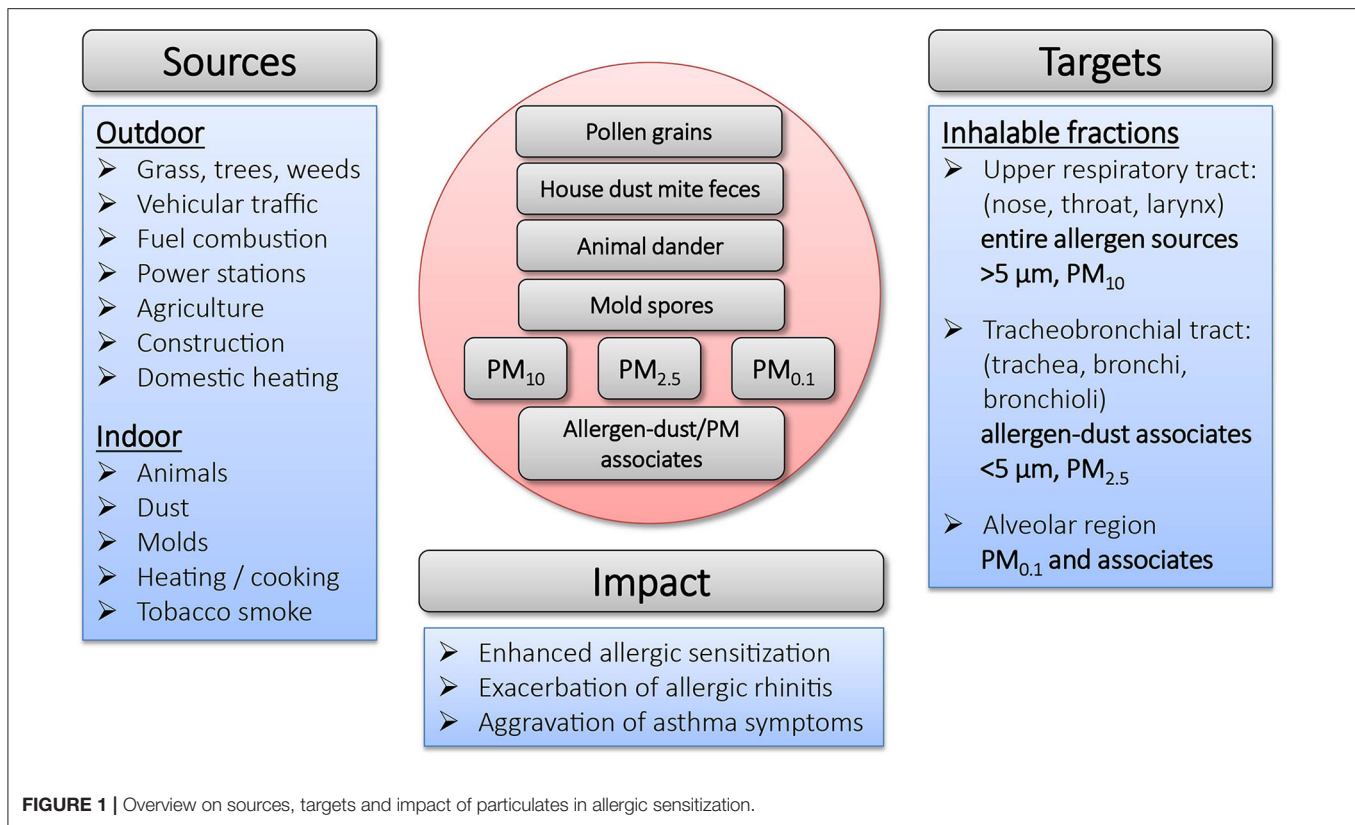 Sources
Outdoor
➢ Grass, trees, weeds
➢ Vehicular traffic
➢ Fuel combustion
➢ Power stations
➢ Agriculture
➢ Construction
➢ Domestic heating
Indoor
➢ Animals
➢ Dust
➢ Molds
➢ Heating / cooking
➢ Tobacco smoke
Pollen grains
House dust mite feces
Animal dander
Mold spores
PM₁₀
PM₂.₅
PM₀.₁
Allergen-dust/PM
associates
Impact
➢ Enhanced allergic sensitization
➢ Exacerbation of allergic rhinitis
➢ Aggravation of asthma symptoms
Targets
Inhalable fractions
➢ Upper respiratory tract:
(nose, throat, larynx)
entire allergen sources
>5 µm, PM₁₀
➢ Tracheobronchial tract:
(trachea, bronchi,
bronchioli)
allergen-dust associates
<5 µm, PM₂.₅
➢ Alveolar region
PM₀.₁ and associates
FIGURE 1 | Overview on sources, targets and impact of particulates in allergic sensitization.